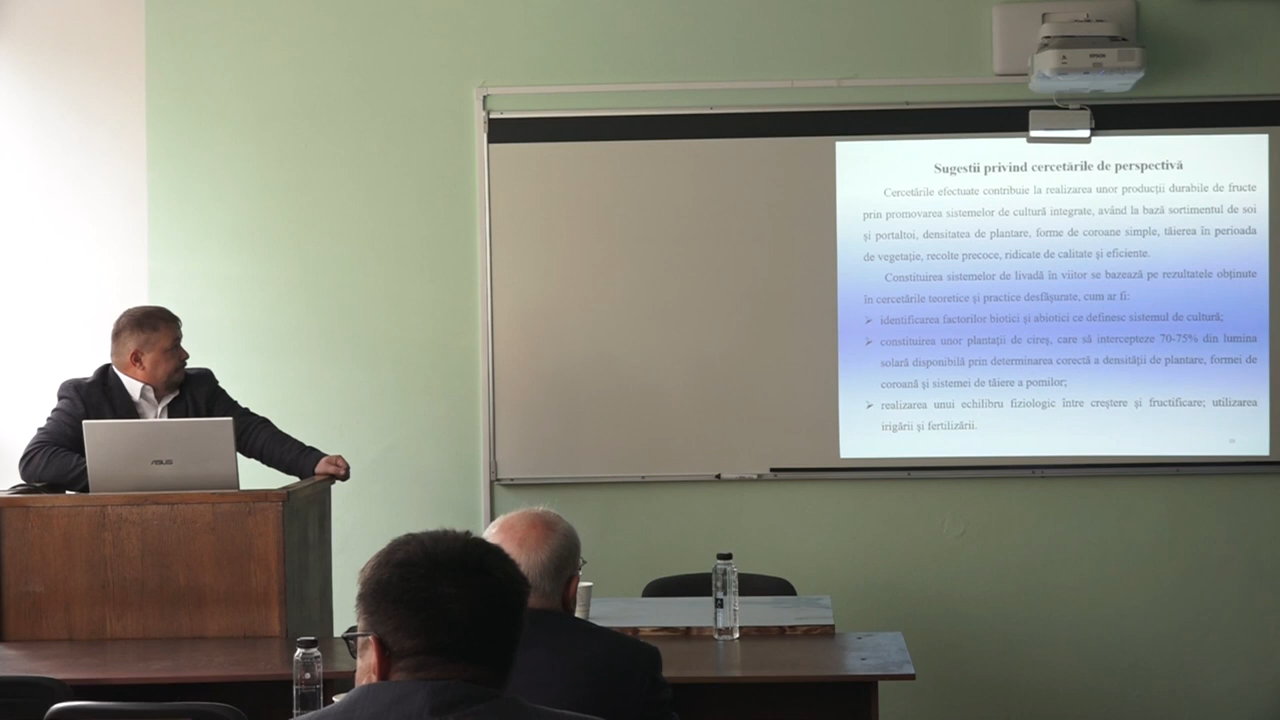 EPSON
Sugestii privind cercetările de perspectivă
Cercetările efectuate contribuie la realizarea unor producții durabile de fructe
prin promovarea sistemelor de cultură integrate, având la bază sortimentul de soi
și portaltoi, densitatea de plantare, forme de coroane simple, tăierea în perioada
de vegetație, recolte precoce, ridicate de calitate și eficiente.
Constituirea sistemelor de livadă în viitor se bazează pe rezultatele obținute
în cercetările teoretice și practice desfășurate, cum ar fi:
➢ identificarea factorilor biotici și abiotici ce definesc sistemul de cultură;
➢ constituirea unor plantații de cireș, care să intercepteze 70-75% din lumina
solară disponibilă prin determinarea corectă a densității de plantare, formei de
coroană și sistemei de tăiere a pomilor;
➢ realizarea unui echilibru fiziologic între creștere și fructificare; utilizarea
irigării și fertilizării.
ASUS